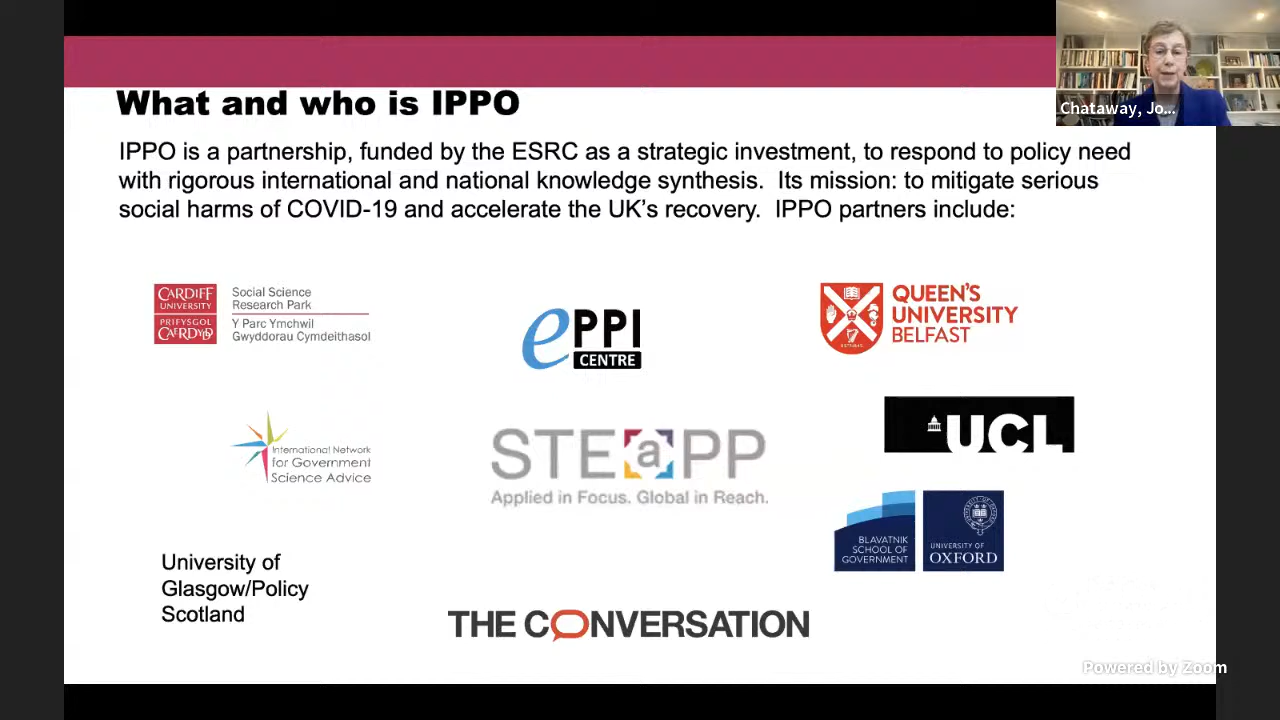 Chataway, Jo...
What and who is IPPO
IPPO is a partnership, funded by the ESRC as a strategic investment, to respond to policy need
with rigorous international and national knowledge synthesis. Its mission: to mitigate serious
social harms of COVID-19 and accelerate the UK's recovery. IPPO partners include:
CARDIFF
UNIVERSITY
PRIFYSGOL
CAERDYDD
Social Science
Research Park
Y Parc Ymchwil
Gwyddorau Cymdeithasol
ePPI
CENTRE
QUEEN'S
UNIVERSITY
BELFAST
International Network
for Government
Science Advice
STEaPP
Applied in Focus. Global in Reach.
UCL
BLAVATNIK
SCHOOL OF
GOVERNMENT
UNIVERSITY OF
OXFORD
University of
Glasgow/Policy
Scotland
THE CONVERSATION
Powered by Zoom